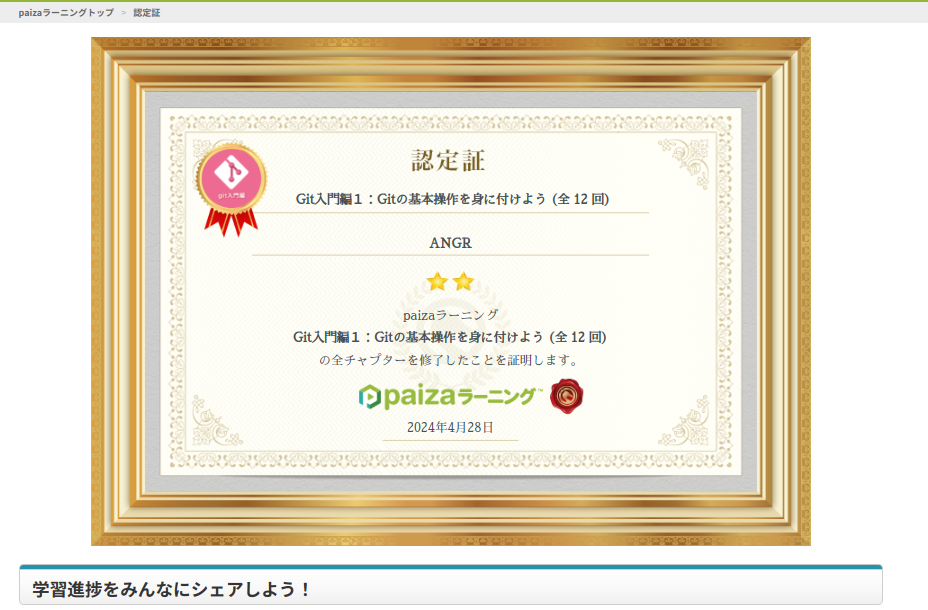 paizaラーニングトップ > 認定証
認定証
git入門編
Git入門編１：Gitの基本操作を身に付けよう (全 12 回)
ANGR
paizaラーニング
Git入門編１：Gitの基本操作を身に付けよう (全 12 回)
の全チャプターを修了したことを証明します。
paizaラーニング™
2024年4月28日
学習進捗をみんなにシェアしよう！